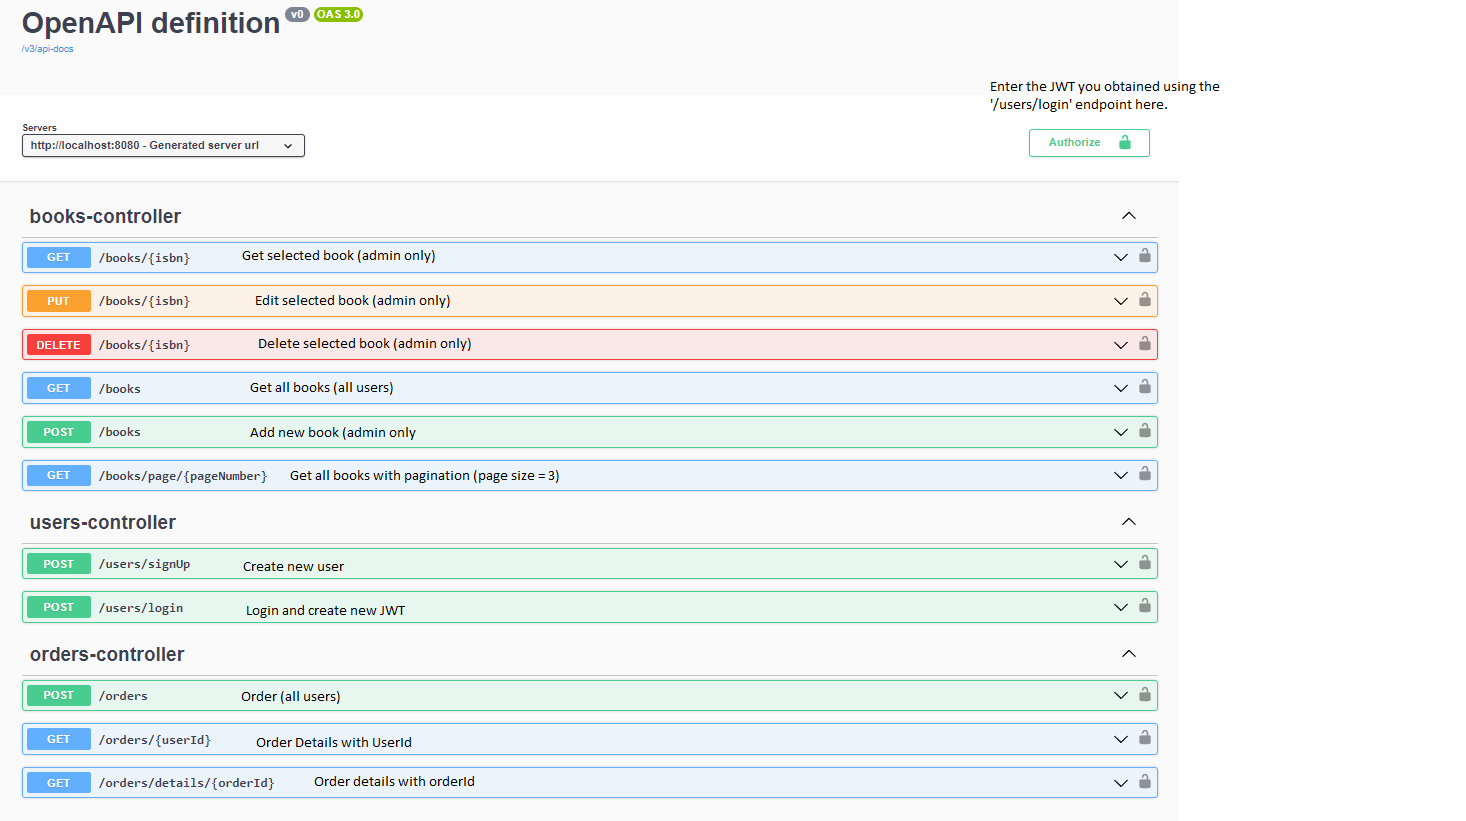 OpenAPI definition v0 OAS 3.0
/v3/api-docs
Enter the JWT you obtained using the
'/users/login' endpoint here.
Servers
http://localhost:8080 - Generated server url
Authorize
books-controller
GET /books/{isbn} Get selected book (admin only)
PUT /books/{isbn} Edit selected book (admin only)
DELETE /books/{isbn} Delete selected book (admin only)
GET /books Get all books (all users)
POST /books Add new book (admin only
GET /books/page/{pageNumber} Get all books with pagination (page size = 3)
users-controller
POST /users/signUp Create new user
POST /users/login Login and create new JWT
orders-controller
POST /orders Order (all users)
GET /orders/{userId} Order Details with UserId
GET /orders/details/{orderId} Order details with orderId